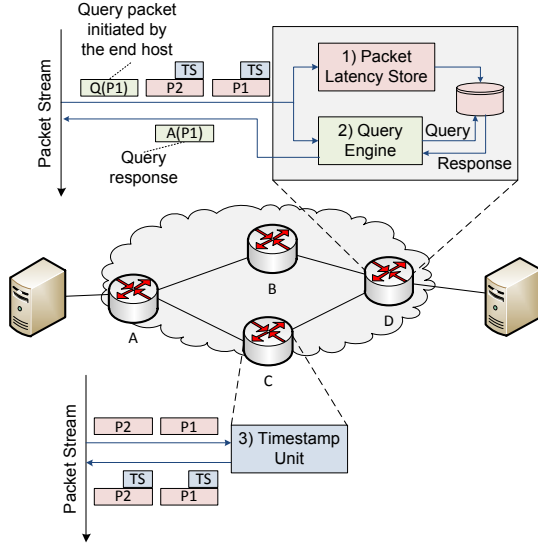 Query packet
initiated by
the end host
TS
TS
Q(P1)
P2
P1
1) Packet
Latency Store
A(P1)
2) Query
Engine
Query
Response
Query
response
Packet Stream
B
A
D
C
P2
P1
3) Timestamp
Unit
TS
TS
P2
P1
Packet Stream